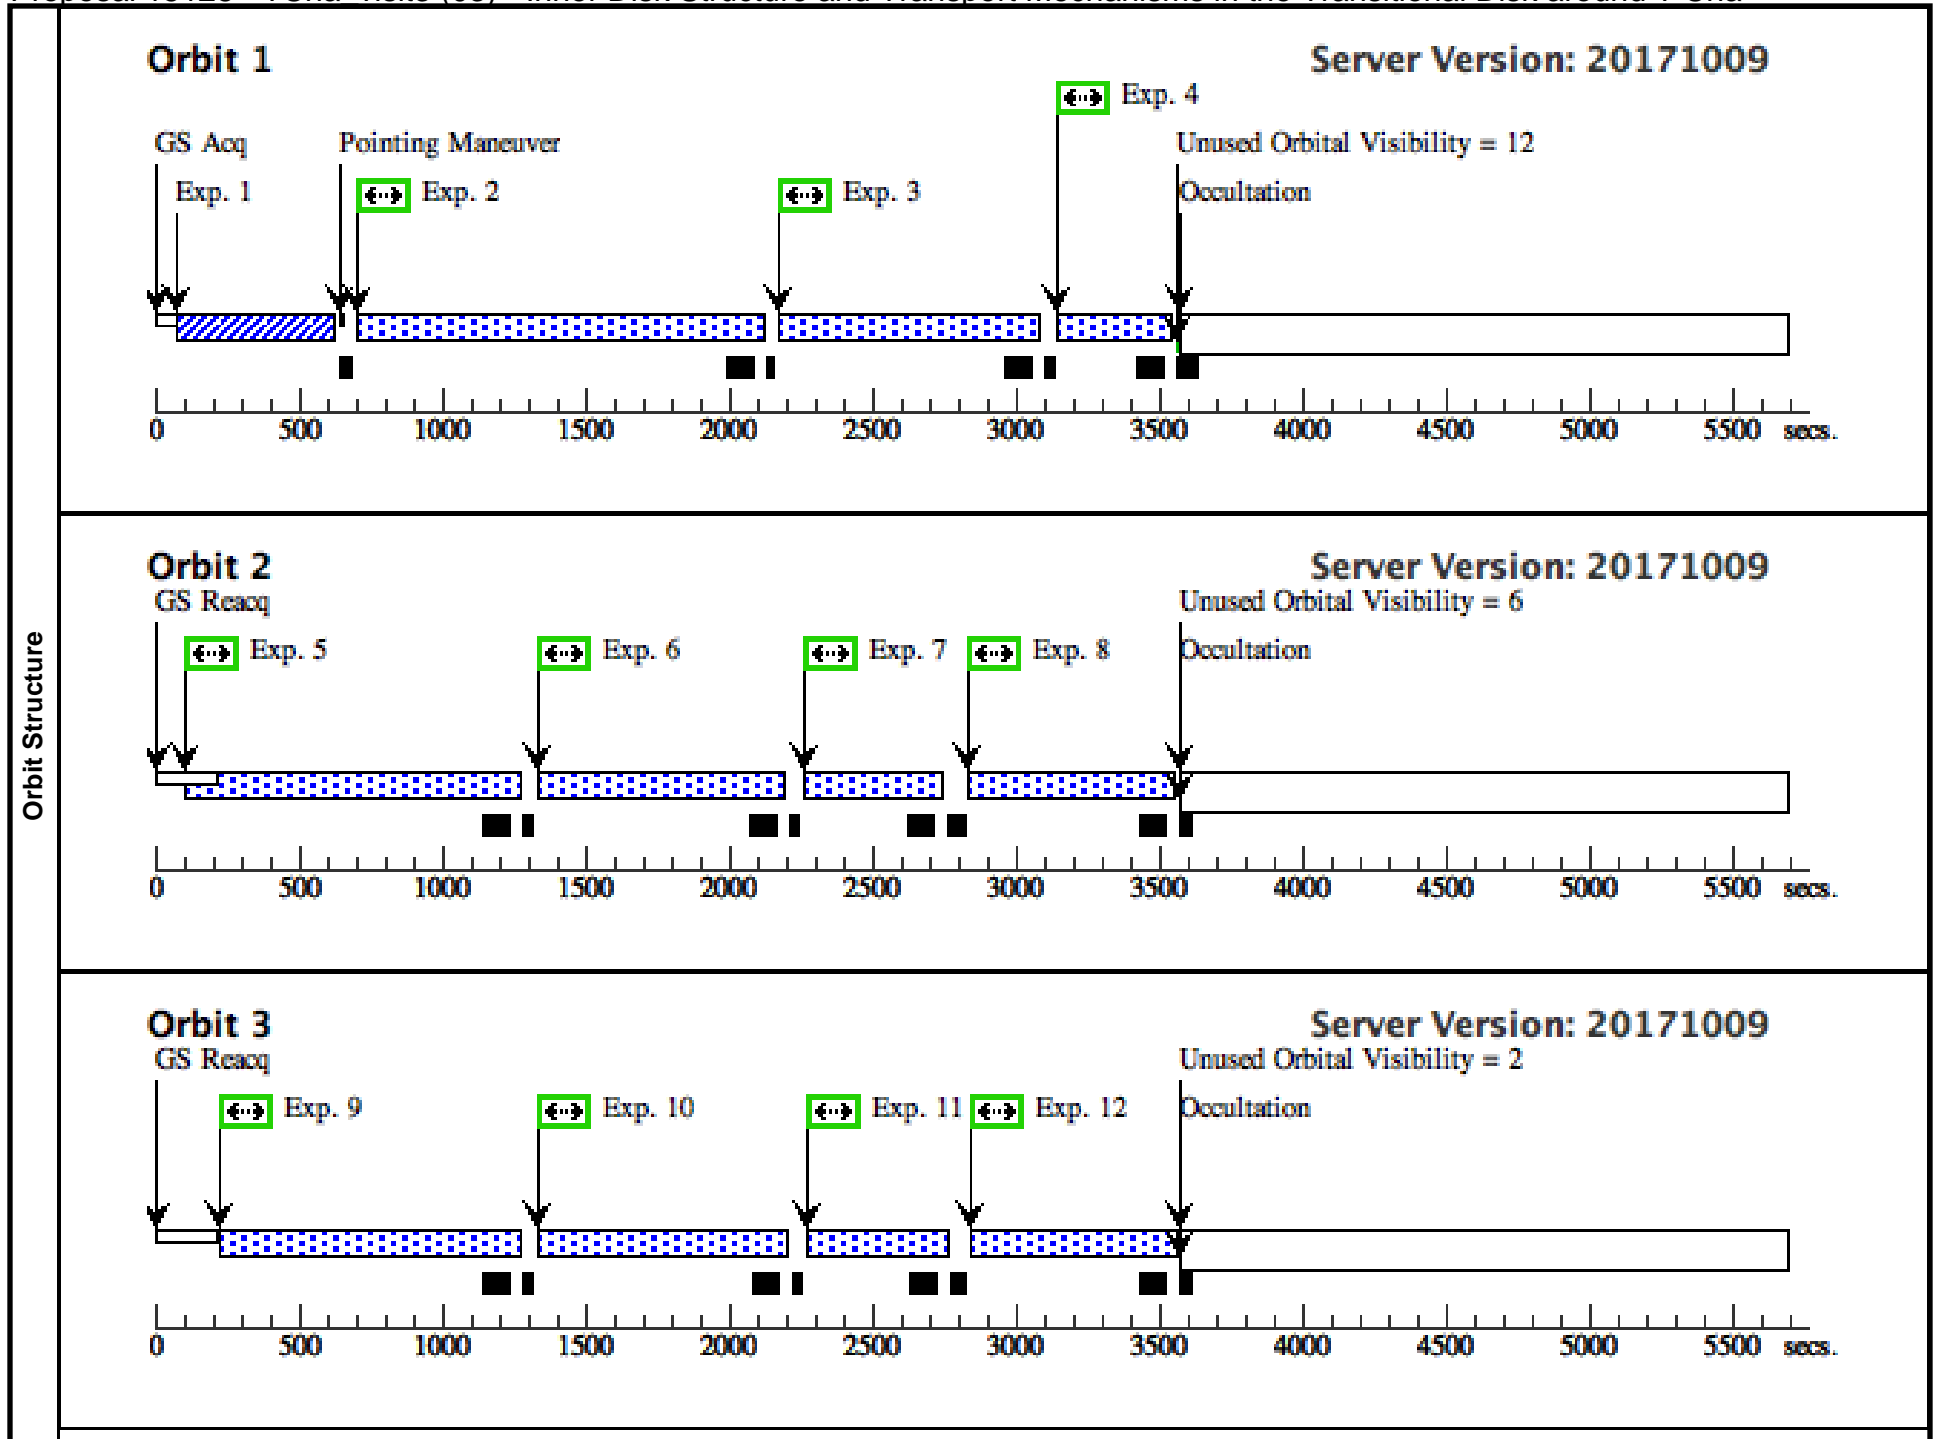 Orbit Structure
Orbit 1 Server Version: 20171009
Exp. 4
GS Acq Pointing Maneuver Unused Orbital Visibility = 12
Exp. 1 Exp. 2 Exp. 3 Occultation
0 500 1000 1500 2000 2500 3000 3500 4000 4500 5000 5500 secs.
Orbit 2 Server Version: 20171009
GS Reacq Unused Orbital Visibility = 6
Exp. 5 Exp. 6 Exp. 7 Exp. 8 Occultation
0 500 1000 1500 2000 2500 3000 3500 4000 4500 5000 5500 secs.
Orbit 3 Server Version: 20171009
GS Reacq Unused Orbital Visibility = 2
Exp. 9 Exp. 10 Exp. 11 Exp. 12 Occultation
0 500 1000 1500 2000 2500 3000 3500 4000 4500 5000 5500 secs.